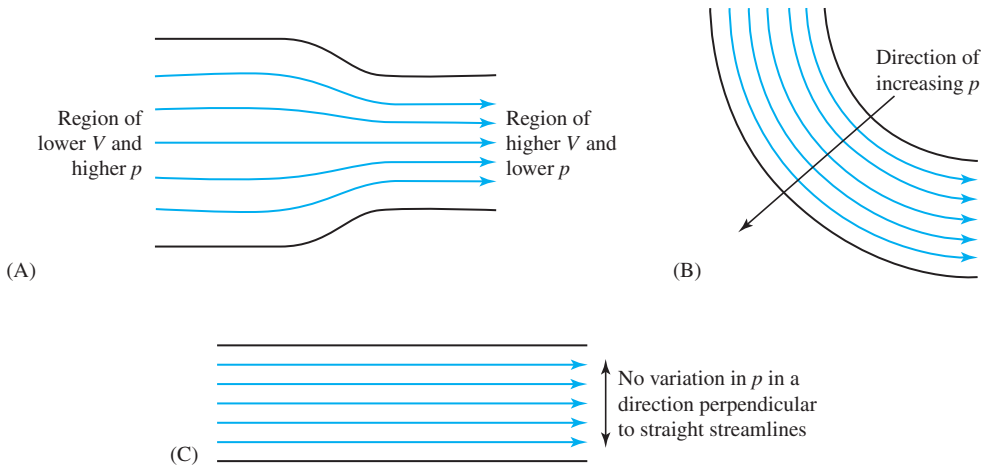 Region of
lower V and
higher p
Region of
higher V and
lower p
(A)
Direction of
increasing p
(B)
No variation in p in a
direction perpendicular
to straight streamlines
(C)